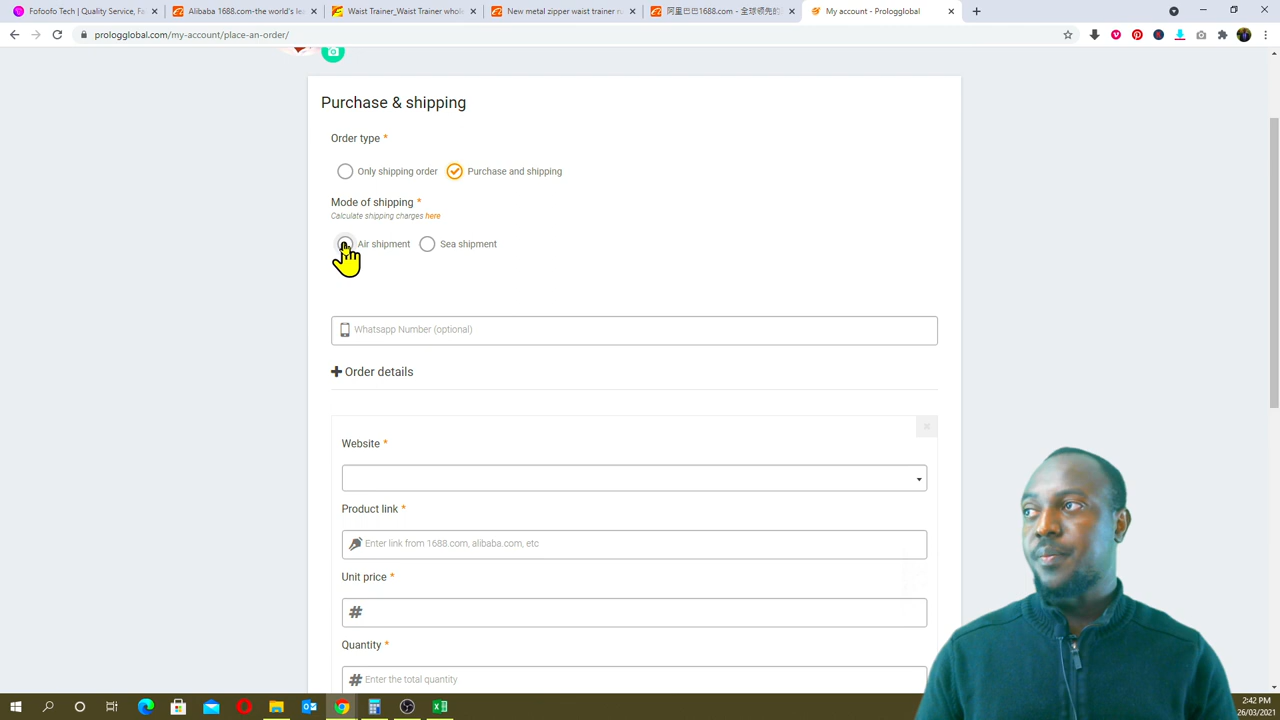 Fofoofo Tech | Quality Service, Fa
Alibaba 1688.com-the world's le
Waist Trainer_Waist Trainer whol
New metal zipper waist trainer
阿里巴巴1688.com - 全球领先
My account - Prologglobal
prologglobal.com/my-account/place-an-order/
Purchase & shipping
Order type *
Only shipping order
Purchase and shipping
Mode of shipping *
Calculate shipping charges here
Air shipment
Sea shipment
Whatsapp Number (optional)
Order details
Website *
Product link *
Enter link from 1688.com, alibaba.com, etc
Unit price *
#
Quantity *
# Enter the total quantity
2:42 PM
26/03/2021